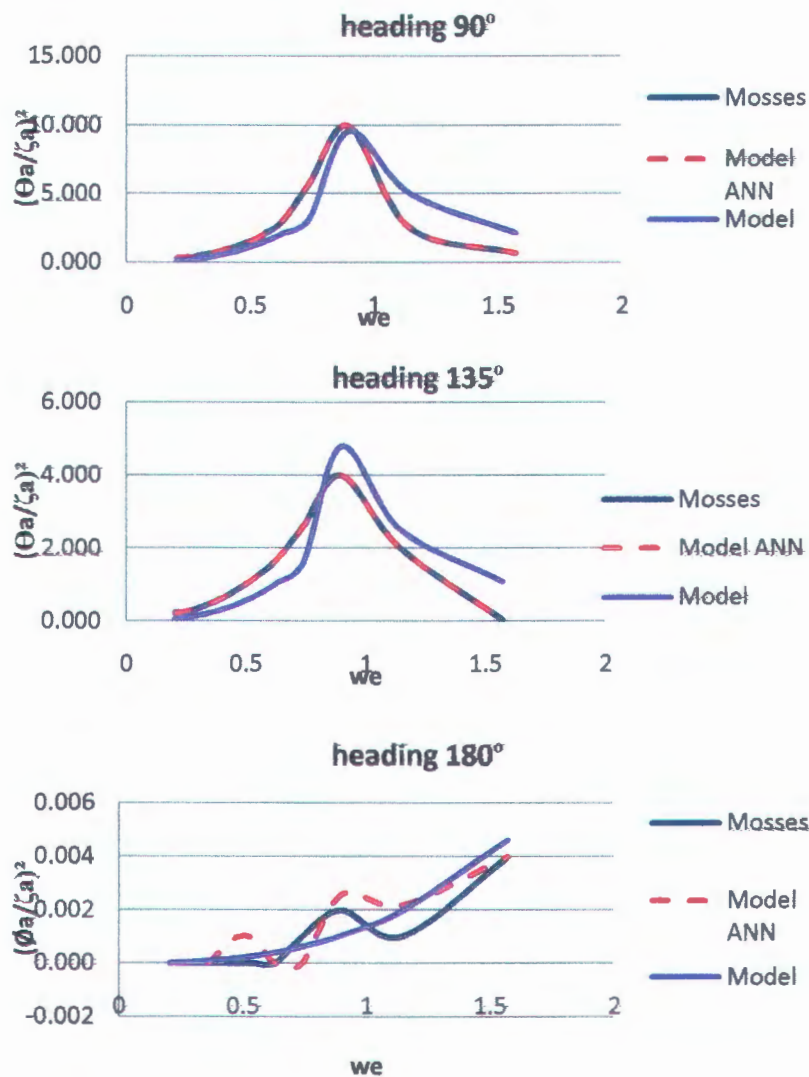 heading 90°
15.000
10.000
5.000
0.000
(Θa/ζa)²
0 0.5 1 1.5 2
we
Mosses
Model
ANN
Model
heading 135°
6.000
4.000
2.000
0.000
(Θa/ζa)²
0 0.5 1 1.5 2
we
Mosses
Model ANN
Model
heading 180°
0.006
0.004
0.002
0.000
-0.002
(Øa/ζa)²
0 0.5 1 1.5 2
we
Mosses
Model
ANN
Model